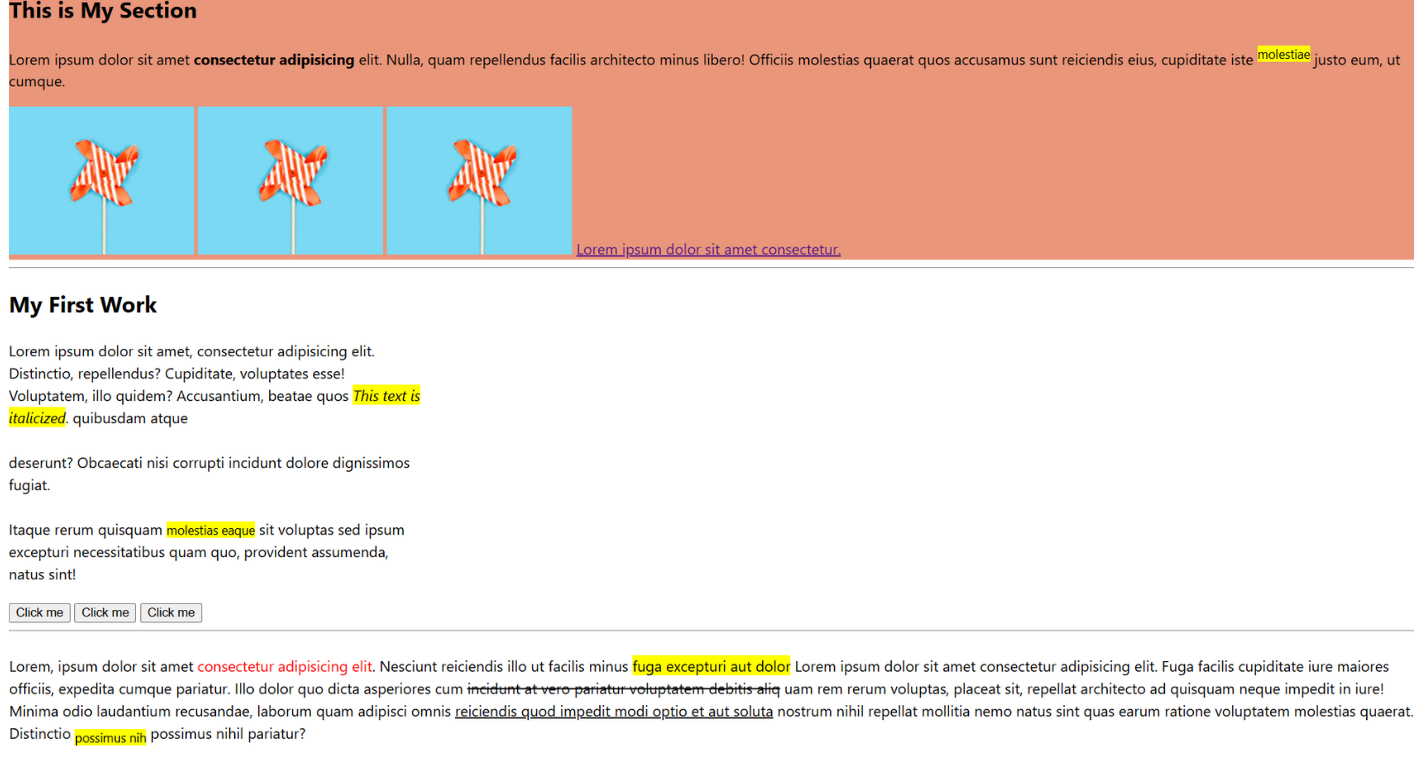 This is My Section
Lorem ipsum dolor sit amet consectetur adipisicing elit. Nulla, quam repellendus facilis architecto minus libero! Officiis molestias quaerat quos accusamus sunt reiciendis eius, cupiditate iste molestiae justo eum, ut
cumque.
Lorem ipsum dolor sit amet consectetur.
My First Work
Lorem ipsum dolor sit amet, consectetur adipisicing elit.
Distinctio, repellendus? Cupiditate, voluptates esse!
Voluptatem, illo quidem? Accusantium, beatae quos This text is
italicized. quibusdam atque
deserunt? Obcaecati nisi corrupti incidunt dolore dignissimos
fugiat.
Itaque rerum quisquam molestias eaque sit voluptas sed ipsum
excepturi necessitatibus quam quo, provident assumenda,
natus sint!
Click me Click me Click me
Lorem, ipsum dolor sit amet consectetur adipisicing elit. Nesciunt reiciendis illo ut facilis minus fuga excepturi aut dolor Lorem ipsum dolor sit amet consectetur adipisicing elit. Fuga facilis cupiditate iure maiores
officiis, expedita cumque pariatur. Illo dolor quo dicta asperiores cum incidunt at vero pariatur voluptatem debitis aliq uam rem rerum voluptas, placeat sit, repellat architecto ad quisquam neque impedit in iure!
Minima odio laudantium recusandae, laborum quam adipisci omnis reiciendis quod impedit modi optio et aut soluta nostrum nihil repellat mollitia nemo natus sint quas earum ratione voluptatem molestias quaerat.
Distinctio possimus nih possimus nihil pariatur?